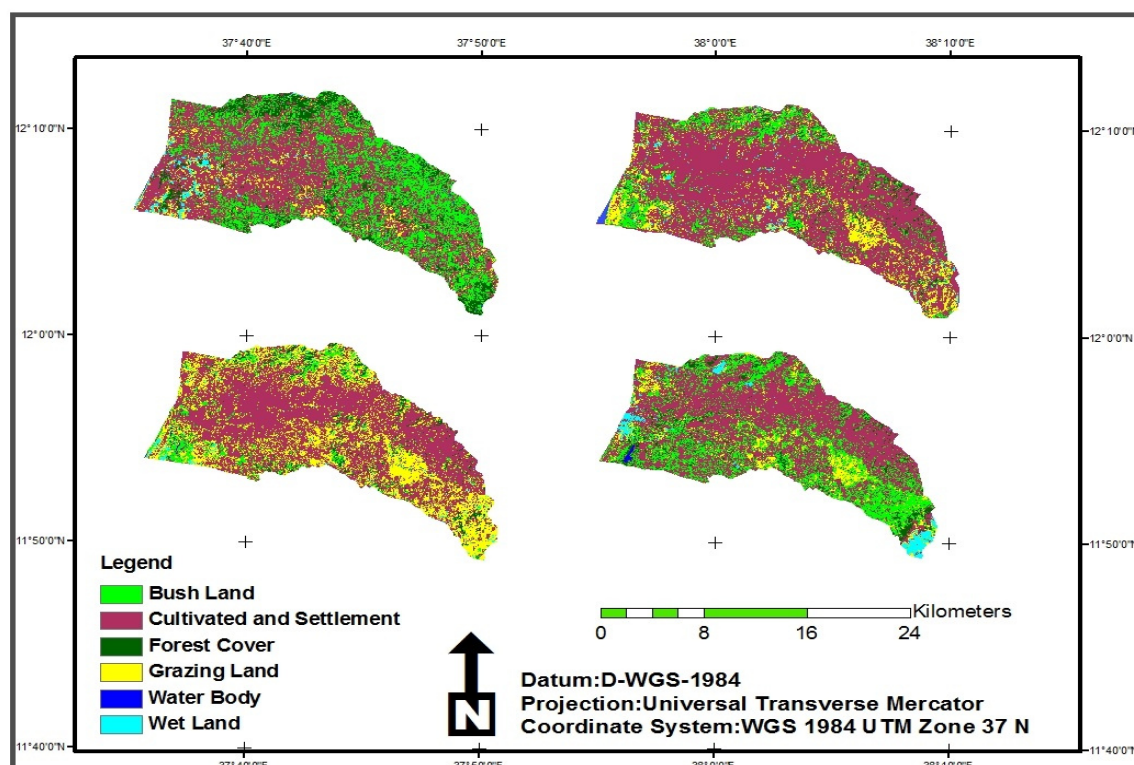 37°40'0"E 37°50'0"E 38°0'0"E 38°10'0"E
12°10'0"N 12°10'0"N
12°0'0"N 12°0'0"N
11°50'0"N 11°50'0"N
Legend
Bush Land
Cultivated and Settlement
Forest Cover
Grazing Land
Water Body
Wet Land
Kilometers
0 8 16 24
N
Datum:D-WGS-1984
Projection:Universal Transverse Mercator
Coordinate System:WGS 1984 UTM Zone 37 N
11°40'0"N 11°40'0"N